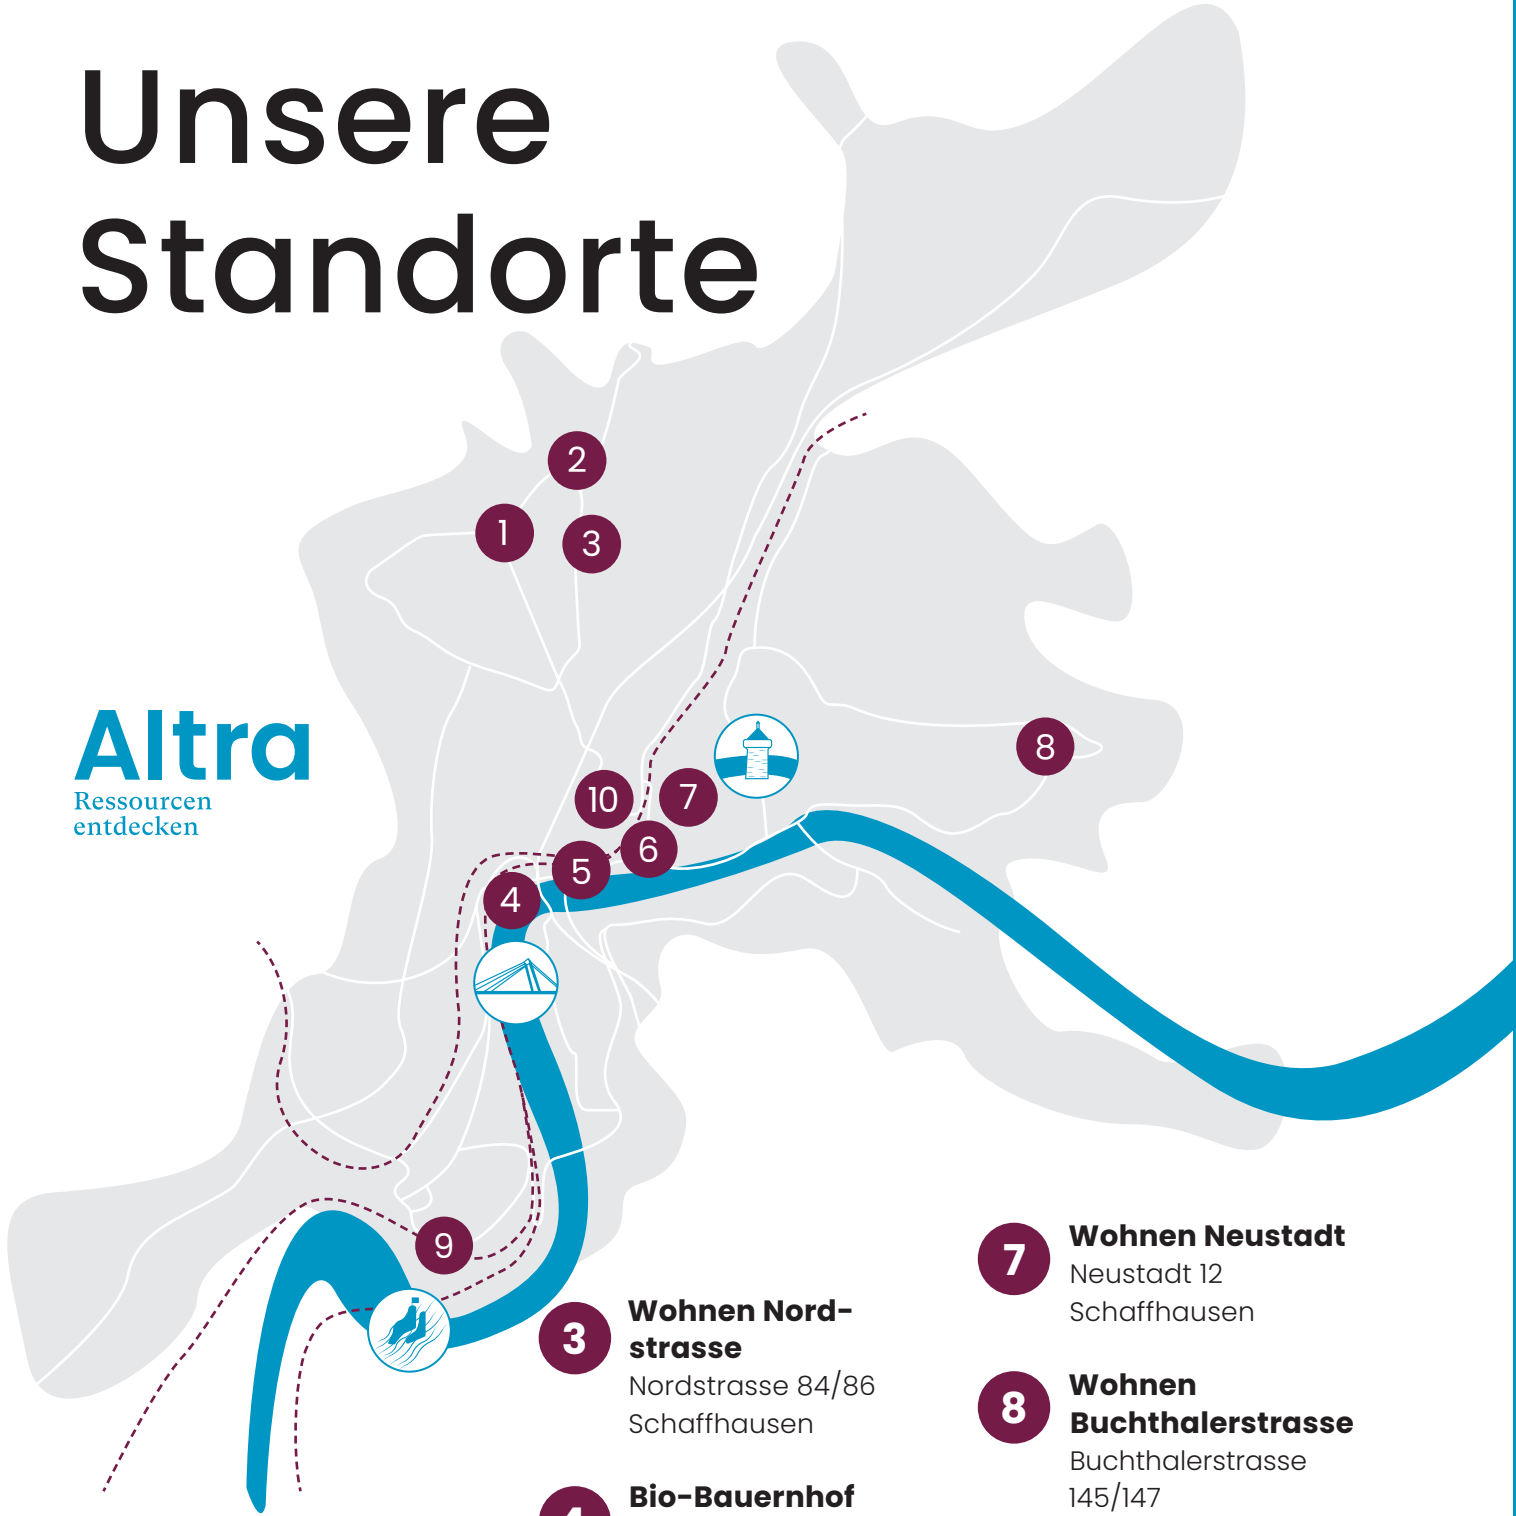 Unsere
Standorte
2
1
3
Altra
Ressourcen
entdecken
8
10
7
6
5
4
9
3
Wohnen Nord-
strasse
Nordstrasse 84/86
Schaffhausen
4
Bio-Bauernhof
7
Wohnen Neustadt
Neustadt 12
Schaffhausen
8
Wohnen
Buchthalerstrasse
Buchthalerstrasse
145/147